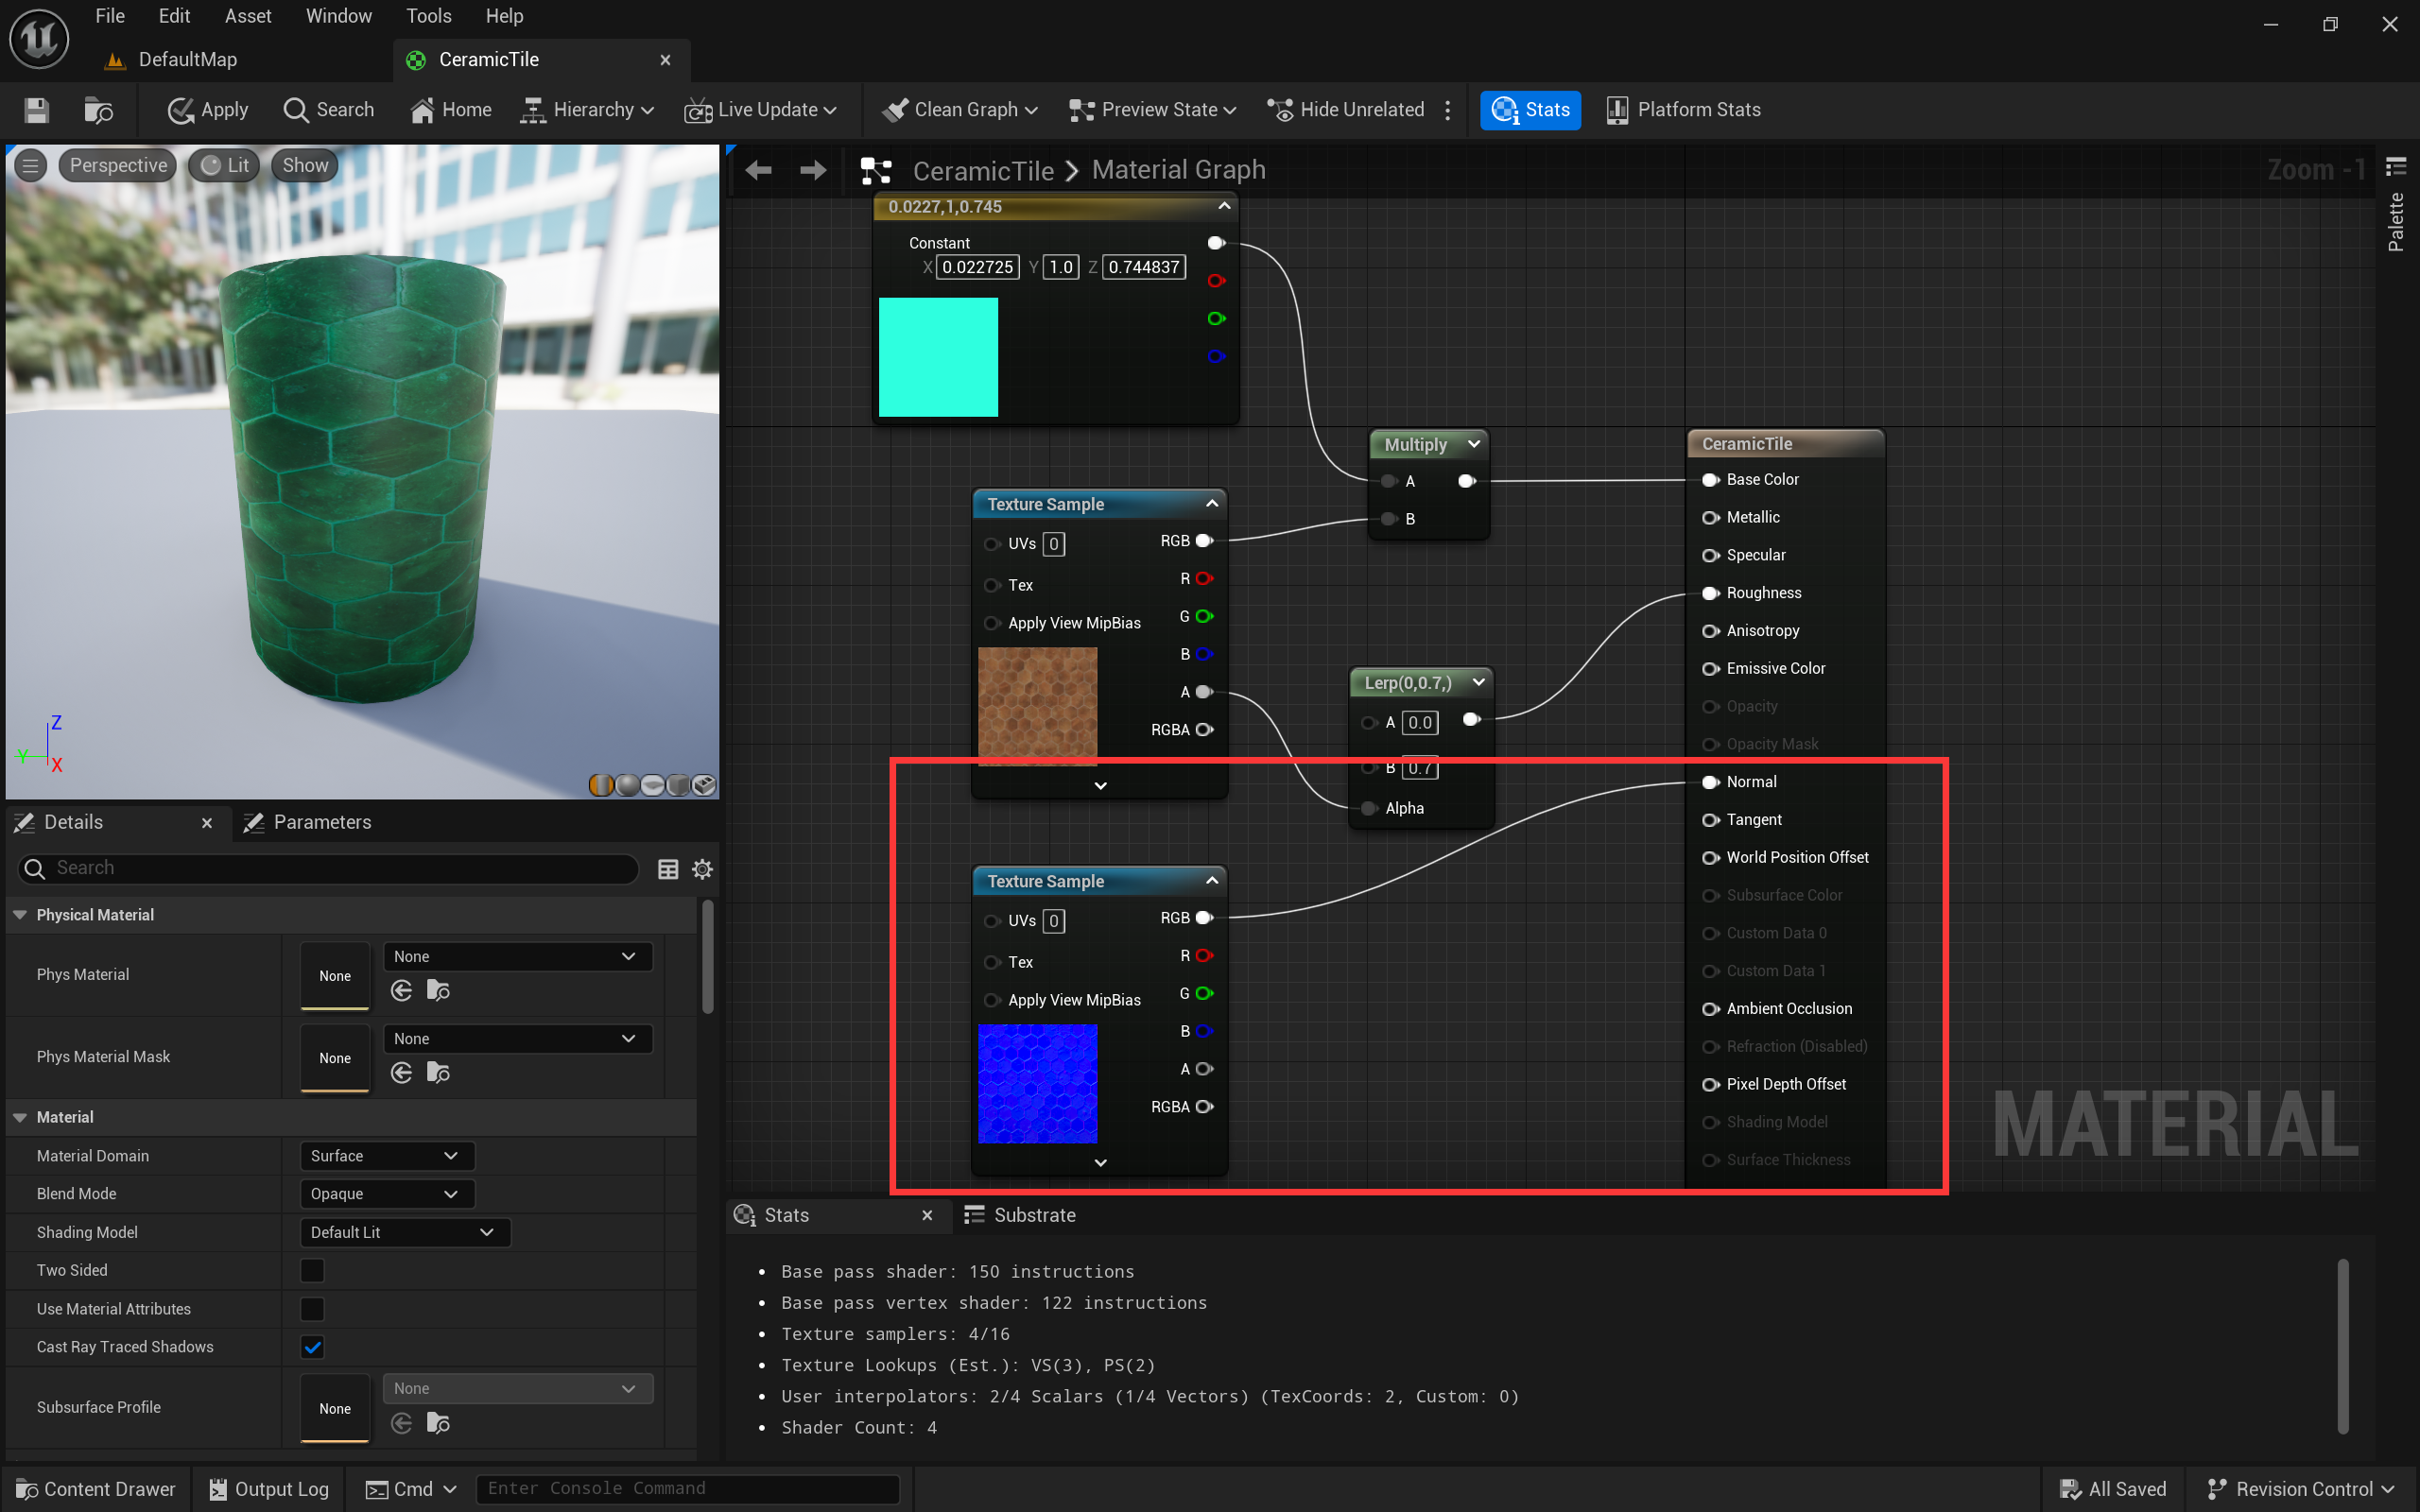 File Edit Asset Window Tools Help
DefaultMap CeramicTile
Apply Search Home Hierarchy Live Update Clean Graph Preview State Hide Unrelated Stats Platform Stats
Perspective Lit Show
Z
Y
X
CeramicTile > Material Graph
Zoom -1
Palette
0.0227,1,0.745
Constant
X 0.022725 Y 1.0 Z 0.744837
Multiply
A
B
Texture Sample
UVs 0 RGB
Tex R
Apply View MipBias G
B
A
RGBA
Lerp(0,0.7,)
A 0.0
B 0.7
Alpha
Texture Sample
UVs 0 RGB
Tex R
Apply View MipBias G
B
A
RGBA
CeramicTile
Base Color
Metallic
Specular
Roughness
Anisotropy
Emissive Color
Opacity
Opacity Mask
Normal
Tangent
World Position Offset
Subsurface Color
Custom Data 0
Custom Data 1
Ambient Occlusion
Refraction (Disabled)
Pixel Depth Offset
Shading Model
Surface Thickness
MATERIAL
Details Parameters
Search
Physical Material
Phys Material None None
Phys Material Mask None None
Material
Material Domain Surface
Blend Mode Opaque
Shading Model Default Lit
Two Sided
Use Material Attributes
Cast Ray Traced Shadows
Subsurface Profile None None
Stats Substrate
• Base pass shader: 150 instructions
• Base pass vertex shader: 122 instructions
• Texture samplers: 4/16
• Texture Lookups (Est.): VS(3), PS(2)
• User interpolators: 2/4 Scalars (1/4 Vectors) (TexCoords: 2, Custom: 0)
• Shader Count: 4
Content Drawer Output Log Cmd Enter Console Command All Saved Revision Control